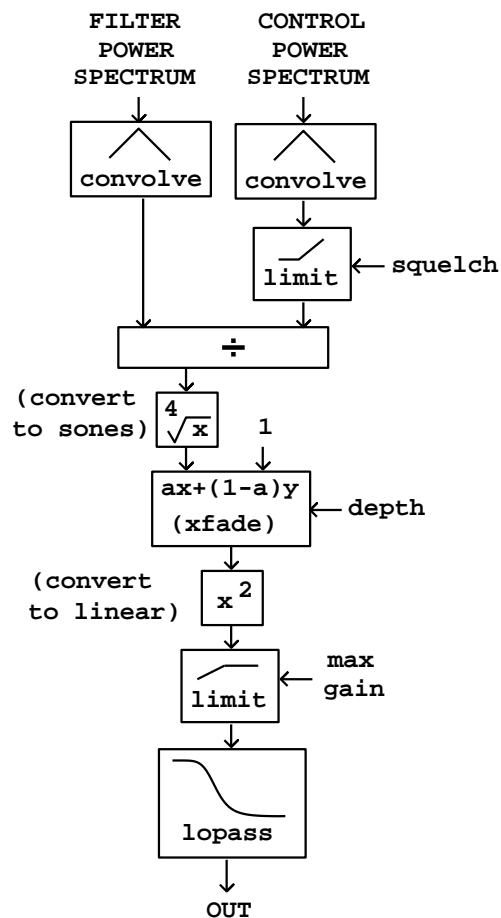 FILTER
POWER
SPECTRUM
CONTROL
POWER
SPECTRUM
convolve
convolve
limit
squelch
÷
(convert
to sones)
4√x
1
ax+(1-a)y
(xfade)
depth
(convert
to linear)
x²
limit
max
gain
lopass
OUT